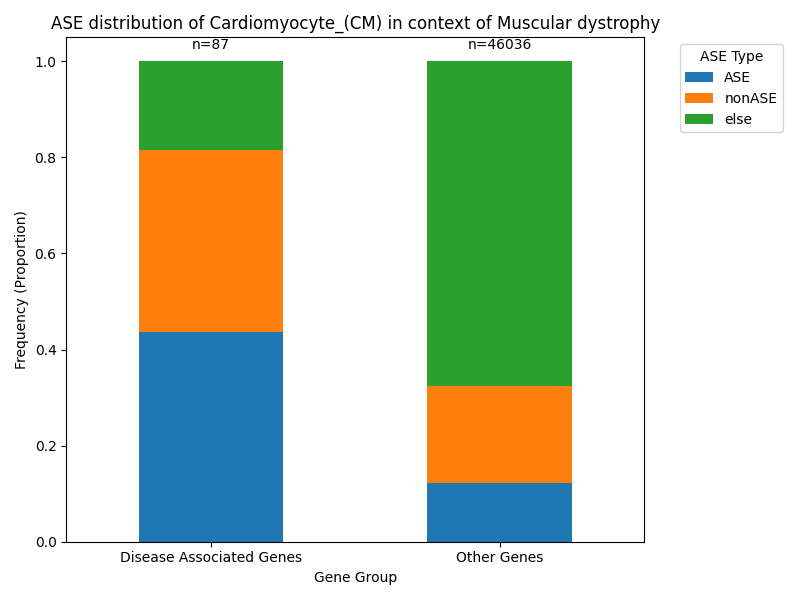 ASE distribution of Cardiomyocyte_(CM) in context of Muscular dystrophy
n=87
n=46036
ASE Type
ASE
nonASE
else
Frequency (Proportion)
1.0
0.8
0.6
0.4
0.2
0.0
Disease Associated Genes
Other Genes
Gene Group